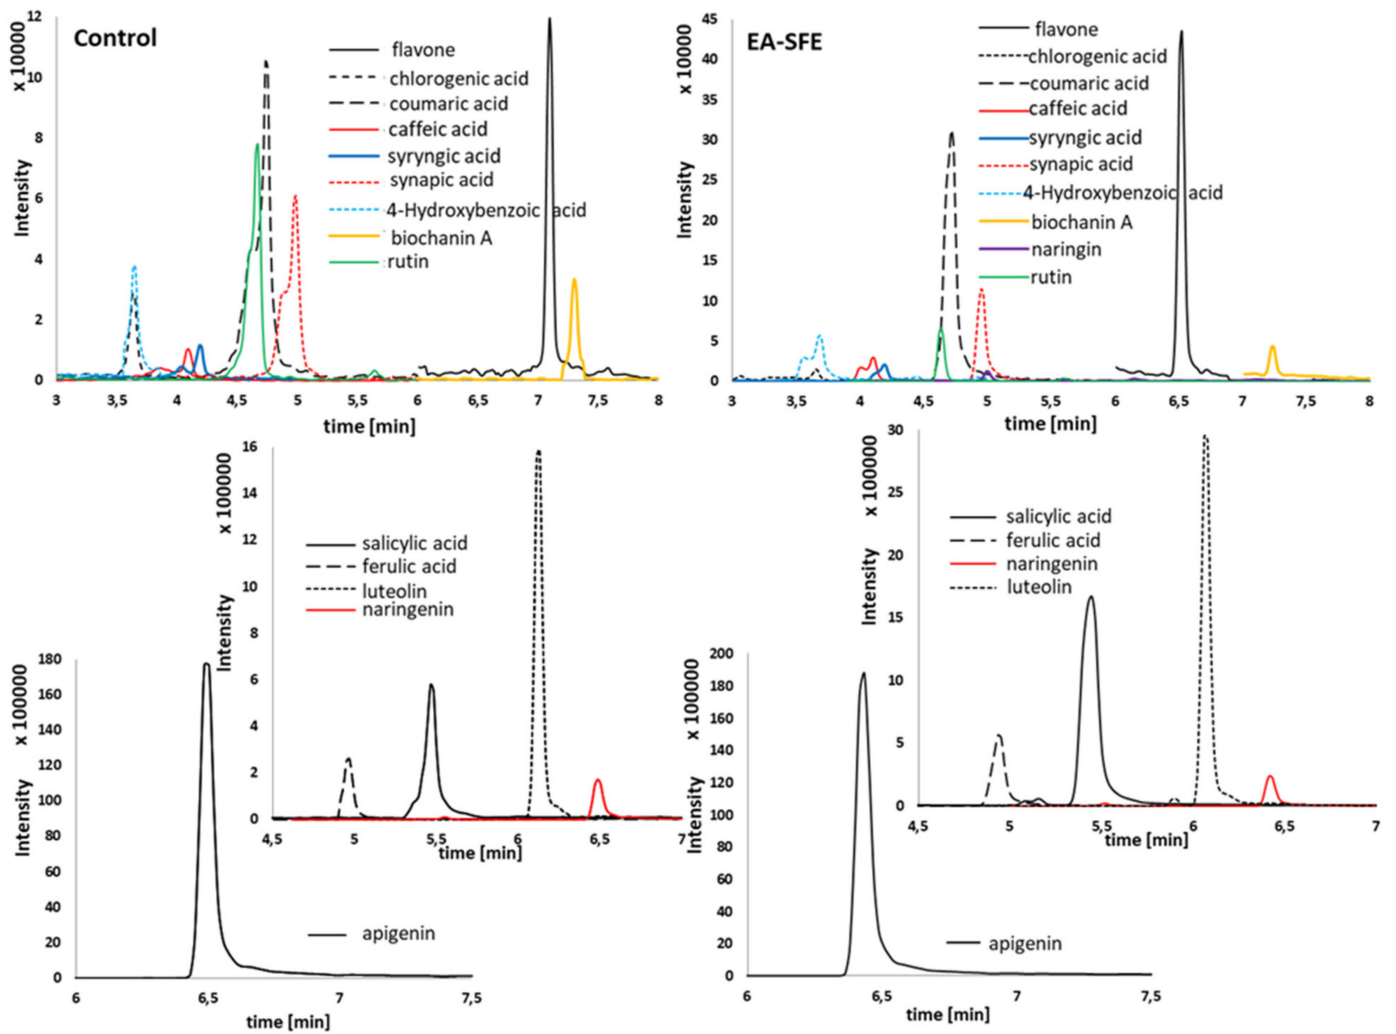 Control
x 10000
Intensity
12
10
8
6
4
2
0
flavone
chlorogenic acid
coumaric acid
caffeic acid
syryngic acid
synapic acid
4-Hydroxybenzoic acid
biochanin A
rutin
3 3,5 4 4,5 5 5,5 6 6,5 7 7,5 8
time [min]
EA-SFE
x 10000
Intensity
45
40
35
30
25
20
15
10
5
0
flavone
chlorogenic acid
coumaric acid
caffeic acid
syryngic acid
synapic acid
4-Hydroxybenzoic acid
biochanin A
naringin
rutin
3 3,5 4 4,5 5 5,5 6 6,5 7 7,5 8
time [min]
x 100000
Intensity
16
14
12
10
8
6
4
2
0
salicylic acid
ferulic acid
luteolin
naringenin
4,5 5 5,5 6 6,5 7
time [min]
x 100000
Intensity
180
160
140
120
100
80
60
40
20
0
apigenin
6 6,5 7 7,5
time [min]
x 100000
Intensity
30
25
20
15
10
5
0
salicylic acid
ferulic acid
naringenin
luteolin
4,5 5 5,5 6 6,5 7
time [min]
x 100000
Intensity
200
180
160
140
120
100
80
60
40
20
0
apigenin
6 6,5 7 7,5
time [min]